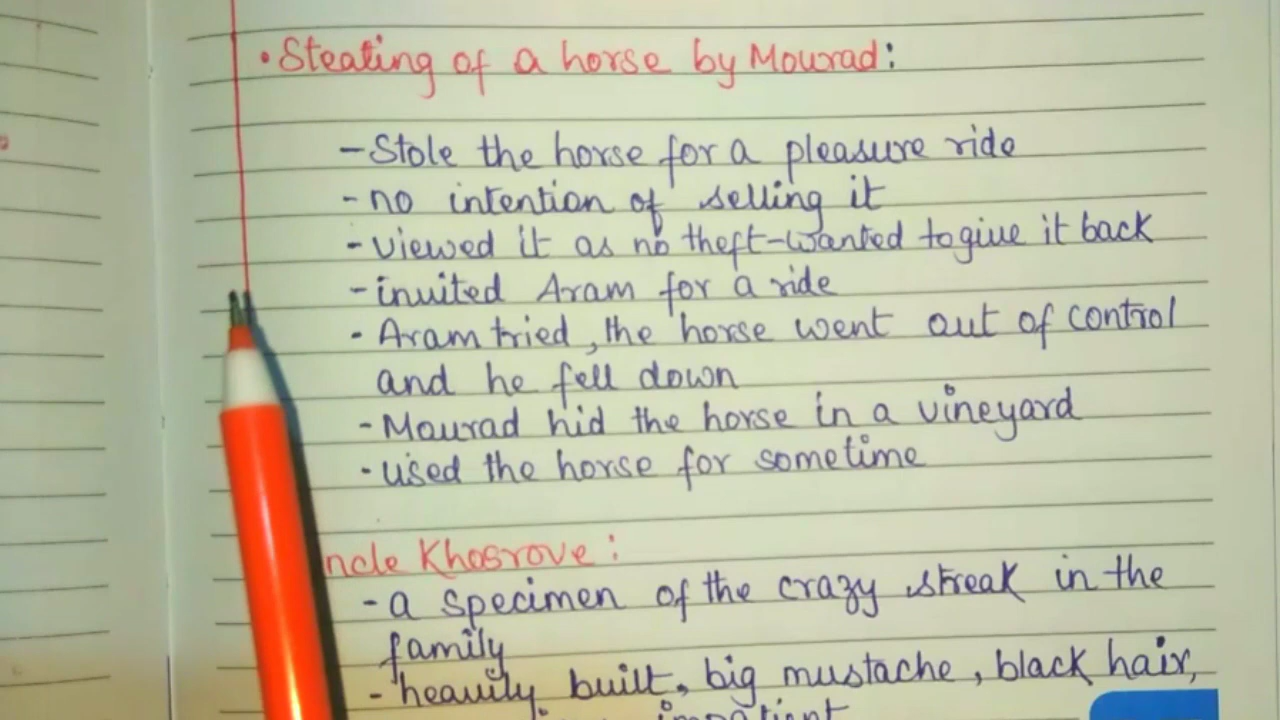 • Stealing of a horse by Mourad:
- Stole the horse for a pleasure ride
- no intention of selling it
- viewed it as no theft - wanted to give it back
- invited Aram for a ride
- Aram tried, the horse went out of control
and he fell down
- Mourad hid the horse in a vineyard
- used the horse for sometime
ncle Khosrove:
- a specimen of the crazy streak in the
family
- heavily built, big mustache, black hair,
impatient